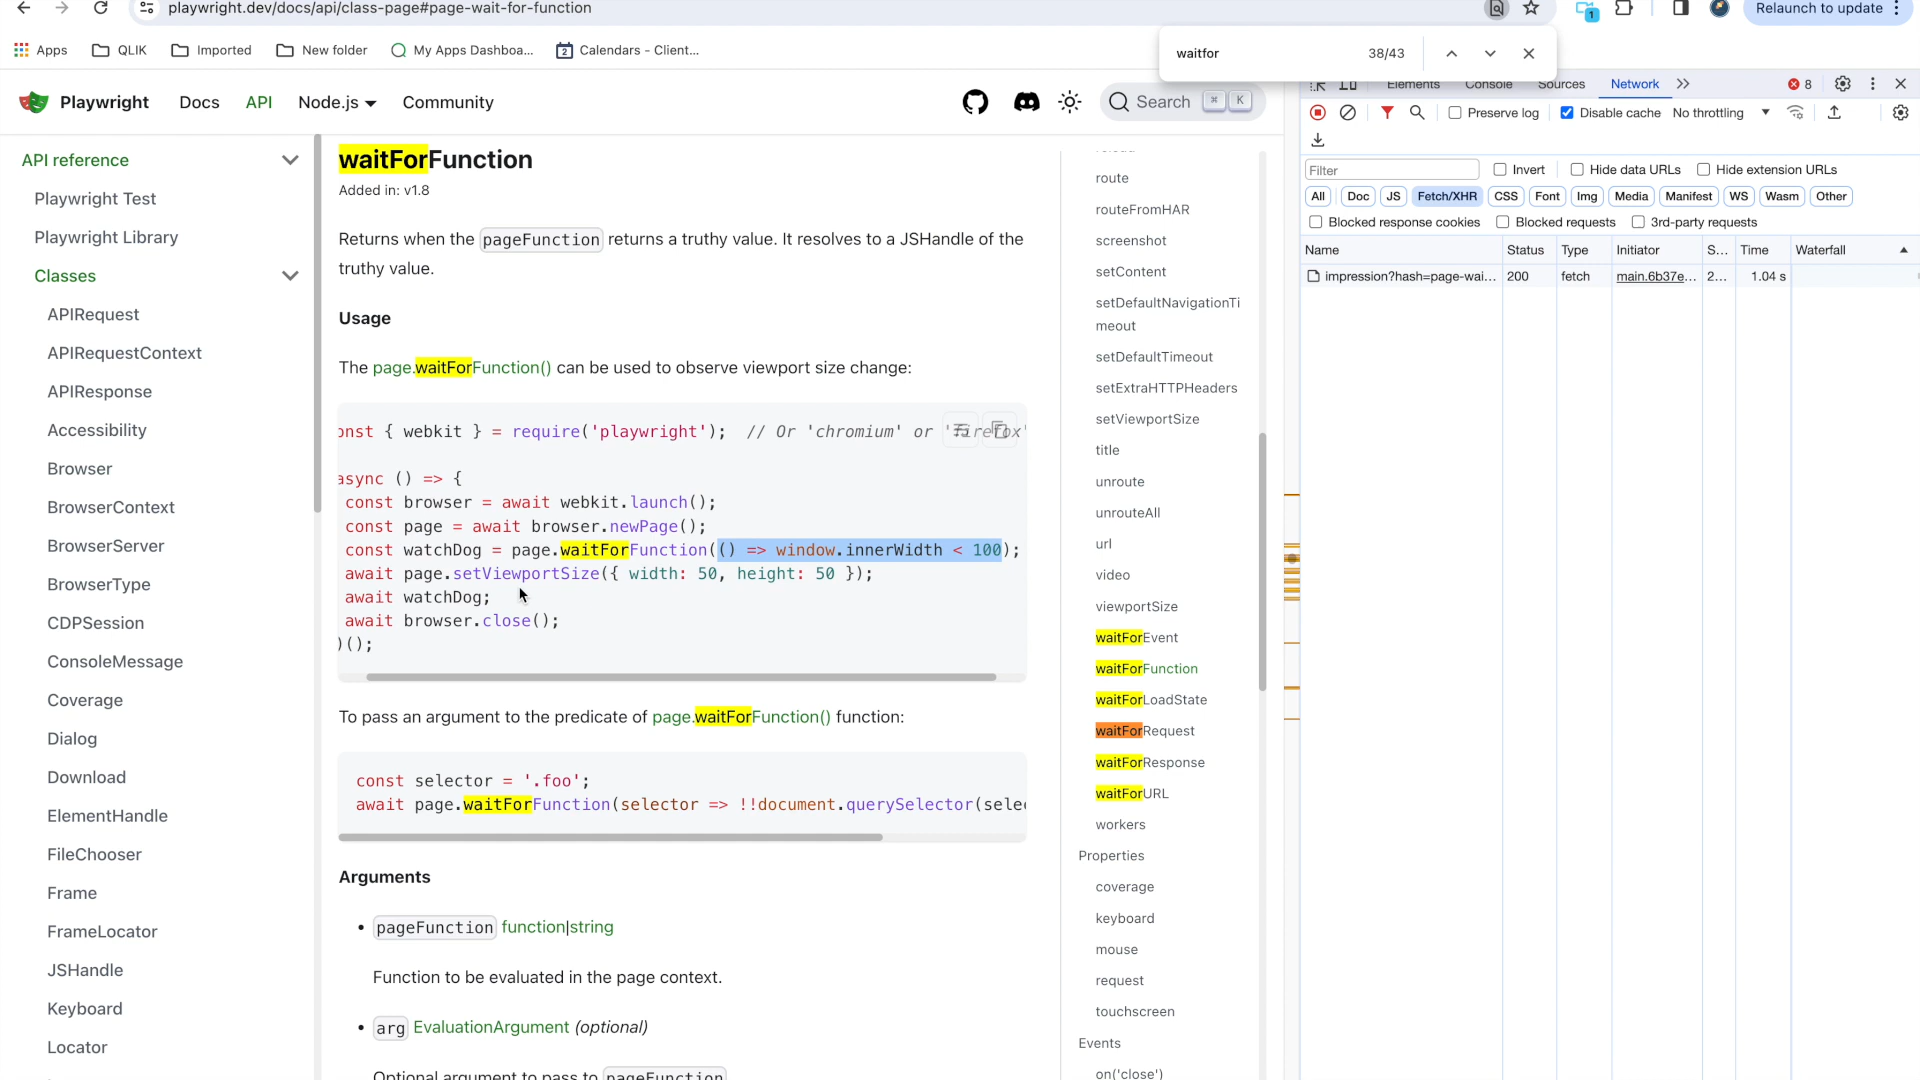 playwright.dev/docs/api/class-page#page-wait-for-function
1
Relaunch to update
Apps
QLIK
Imported
New folder
My Apps Dashboa...
2
Calendars - Client...
waitfor
38/43
Playwright
Docs
API
Node.js
Community
Search
⌘
K
API reference
Playwright Test
Playwright Library
Classes
APIRequest
APIRequestContext
APIResponse
Accessibility
Browser
BrowserContext
BrowserServer
BrowserType
CDPSession
ConsoleMessage
Coverage
Dialog
Download
ElementHandle
FileChooser
Frame
FrameLocator
JSHandle
Keyboard
Locator
waitForFunction
Added in: v1.8
Returns when the pageFunction returns a truthy value. It resolves to a JSHandle of the
truthy value.
Usage
The page.waitForFunction() can be used to observe viewport size change:
onst { webkit } = require('playwright');  // Or 'chromium' or 'firefox'
async () => {
const browser = await webkit.launch();
const page = await browser.newPage();
const watchDog = page.waitForFunction(() => window.innerWidth < 100);
await page.setViewportSize({ width: 50, height: 50 });
await watchDog;
await browser.close();
)();
To pass an argument to the predicate of page.waitForFunction() function:
const selector = '.foo';
await page.waitForFunction(selector => !!document.querySelector(selec
Arguments
• pageFunction function|string
Function to be evaluated in the page context.
• arg EvaluationArgument (optional)
Optional argument to pass to pageFunction
reload
route
routeFromHAR
screenshot
setContent
setDefaultNavigationTi
meout
setDefaultTimeout
setExtraHTTPHeaders
setViewportSize
title
unroute
unrouteAll
url
video
viewportSize
waitForEvent
waitForFunction
waitForLoadState
waitForRequest
waitForResponse
waitForURL
workers
Properties
coverage
keyboard
mouse
request
touchscreen
Events
on('close')
Elements
Console
Sources
Network
8
Preserve log
Disable cache
No throttling
Filter
Invert
Hide data URLs
Hide extension URLs
All
Doc
JS
Fetch/XHR
CSS
Font
Img
Media
Manifest
WS
Wasm
Other
Blocked response cookies
Blocked requests
3rd-party requests
Name
Status
Type
Initiator
S...
Time
Waterfall
impression?hash=page-wai...
200
fetch
main.6b37e...
2...
1.04 s